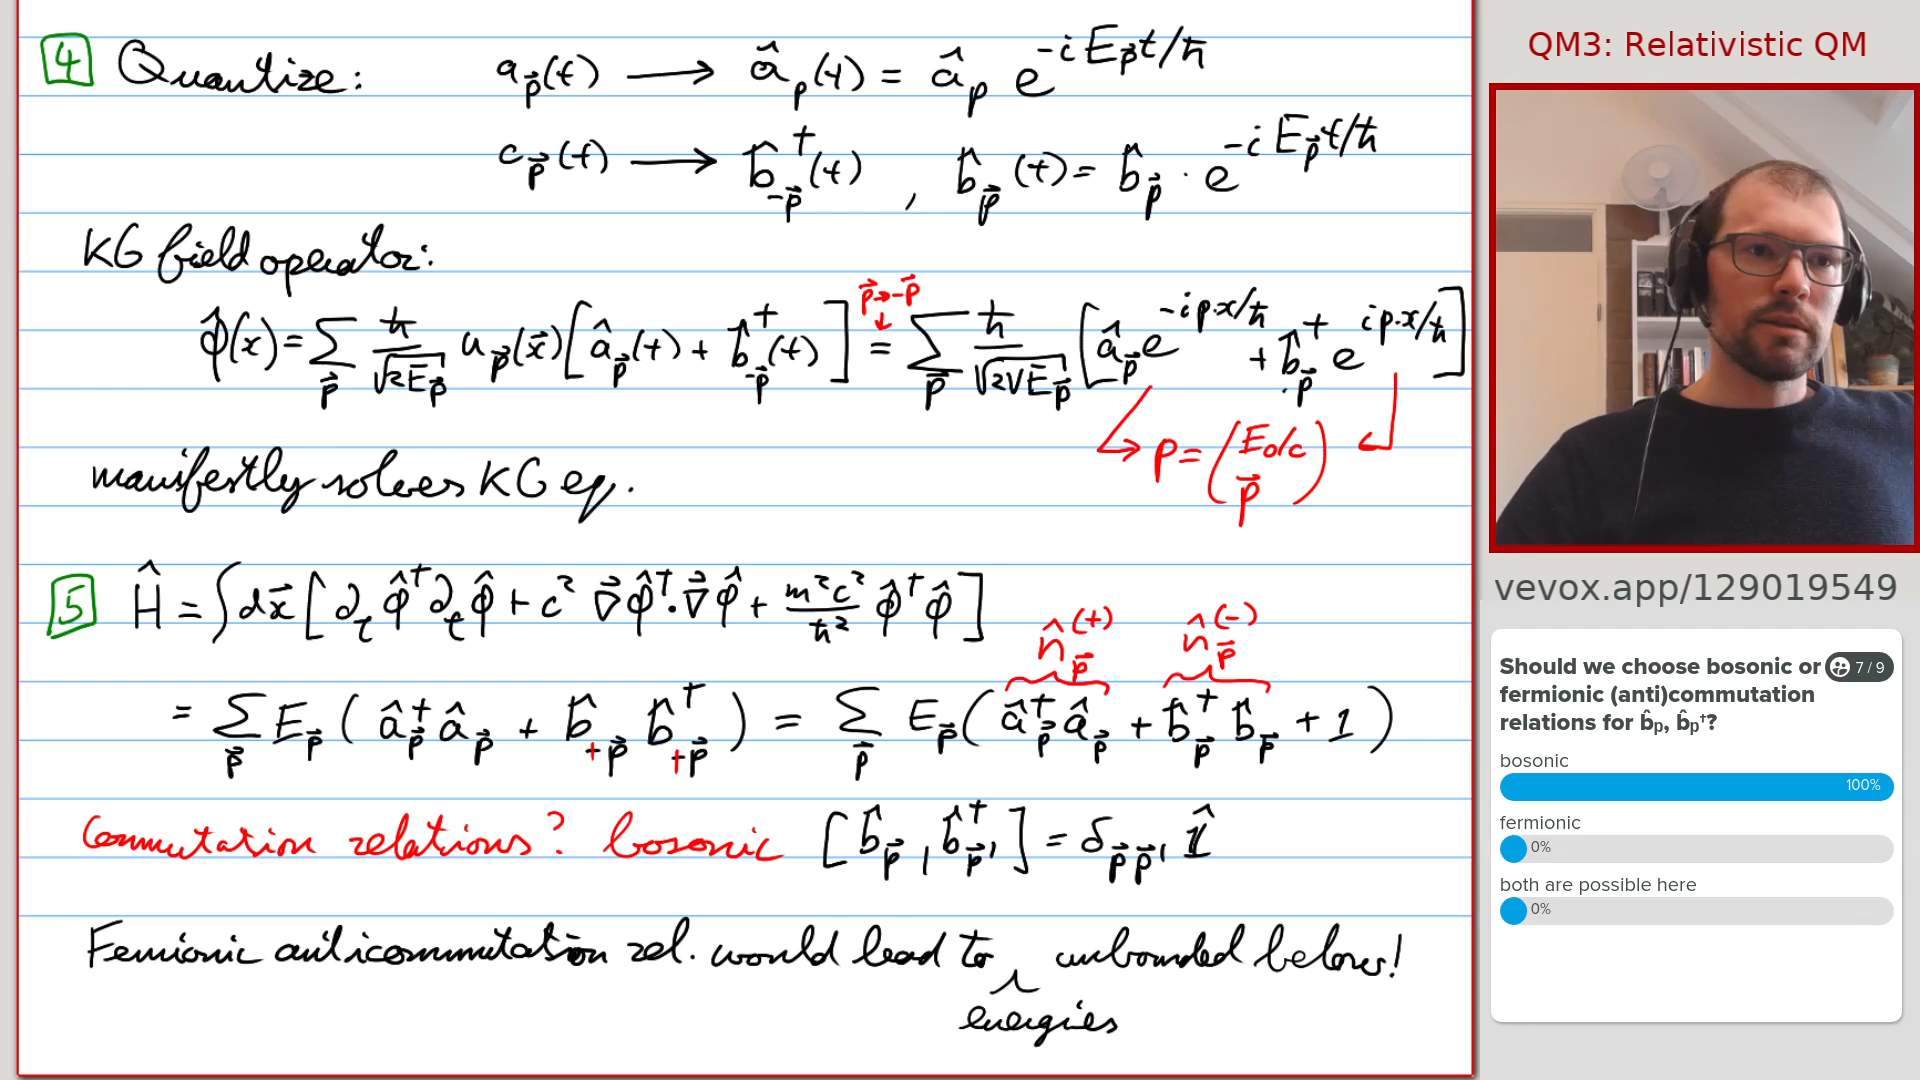 4 Quantize: a_p⃗(t) → â_p(t) = â_p e^{-iE_p⃗t/ħ}
c_p⃗(t) → b̂†_{-p⃗}(t), b̂_p⃗(t) = b̂_p⃗ · e^{-iE_p⃗t/ħ}
KG field operator:
p⃗→-p⃗
φ̂(x) = Σ_p⃗ ħ/√(2E_p⃗) u_p⃗(x⃗) [â_p⃗(t) + b̂†_{-p⃗}(t)] = Σ_p⃗ ħ/√(2VE_p⃗) [â_p⃗ e^{-ip·x/ħ} + b̂†_p⃗ e^{ip·x/ħ}]
p = (E_0/c p⃗)
manifestly solves KG eq.
5 Ĥ = ∫dx⃗ [∂_t φ̂† ∂_t φ̂ + c² ∇⃗φ̂†·∇⃗φ̂ + m²c²/ħ² φ̂†φ̂]
n̂_p⃗^(+) n̂_p⃗^(-)
= Σ_p⃗ E_p⃗ (â†_p⃗ â_p⃗ + b̂_{+p⃗} b̂†_{+p⃗}) = Σ_p⃗ E_p⃗ (â†_p⃗ â_p⃗ + b̂†_p⃗ b̂_p⃗ + 1)
Commutation relations? bosonic [b̂_p⃗, b̂†_p⃗'] = δ_p⃗p⃗' 1̂
Fermionic anticommutation rel. would lead to energies unbounded below!
QM3: Relativistic QM
vevox.app/129019549
Should we choose bosonic or 7 / 9
fermionic (anti)commutation
relations for b̂ₚ, b̂ₚ†?
bosonic
100%
fermionic
0%
both are possible here
0%